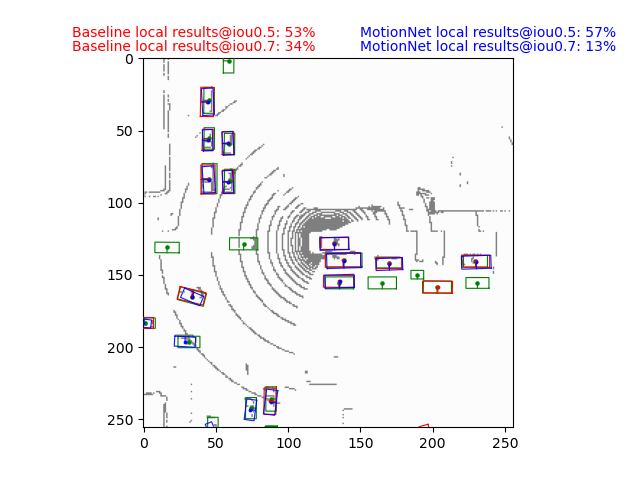 Baseline local results@iou0.5: 53% MotionNet local results@iou0.5: 57%
Baseline local results@iou0.7: 34% MotionNet local results@iou0.7: 13%
0
50
100
150
200
250
0 50 100 150 200 250